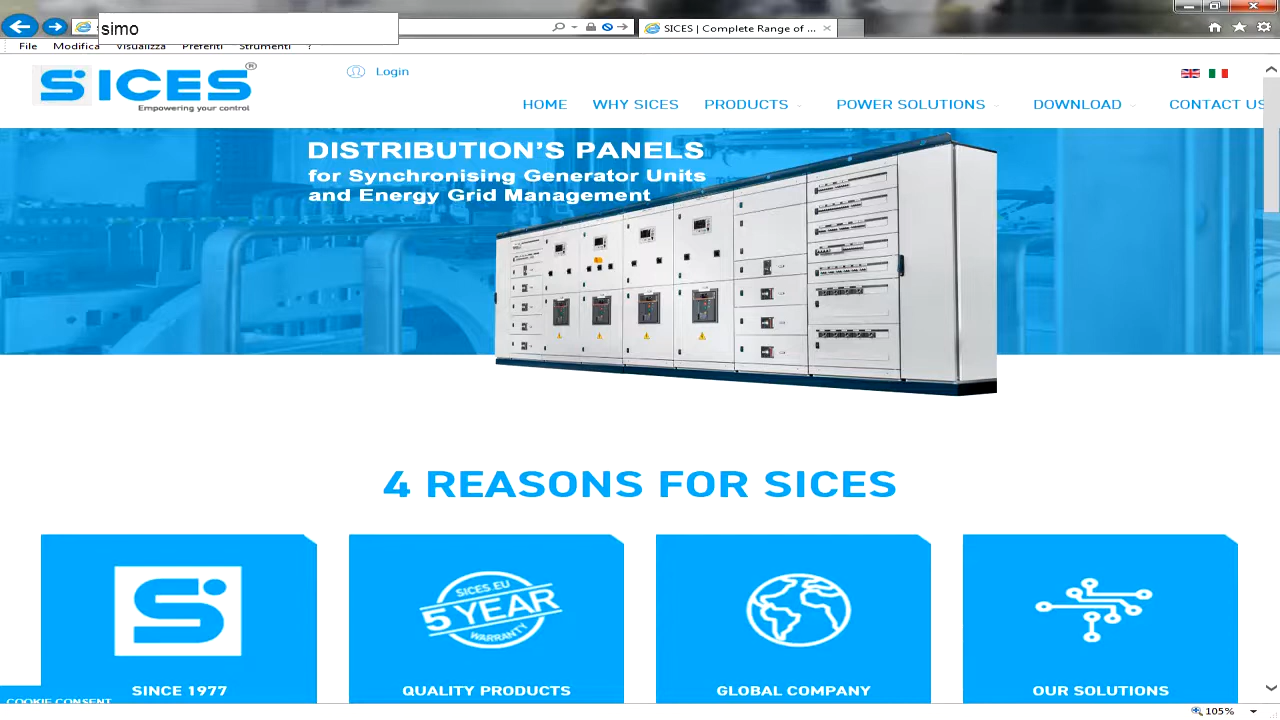 simo
SICES | Complete Range of ...
File Modifica Visualizza Preferiti Strumenti ?
SICES®
Empowering your control
Login
HOME WHY SICES PRODUCTS POWER SOLUTIONS DOWNLOAD CONTACT US
DISTRIBUTION'S PANELS
for Synchronising Generator Units
and Energy Grid Management
4 REASONS FOR SICES
S
SICES EU
5 YEAR
WARRANTY
SINCE 1977
QUALITY PRODUCTS
GLOBAL COMPANY
OUR SOLUTIONS
COOKIE CONSENT
105%